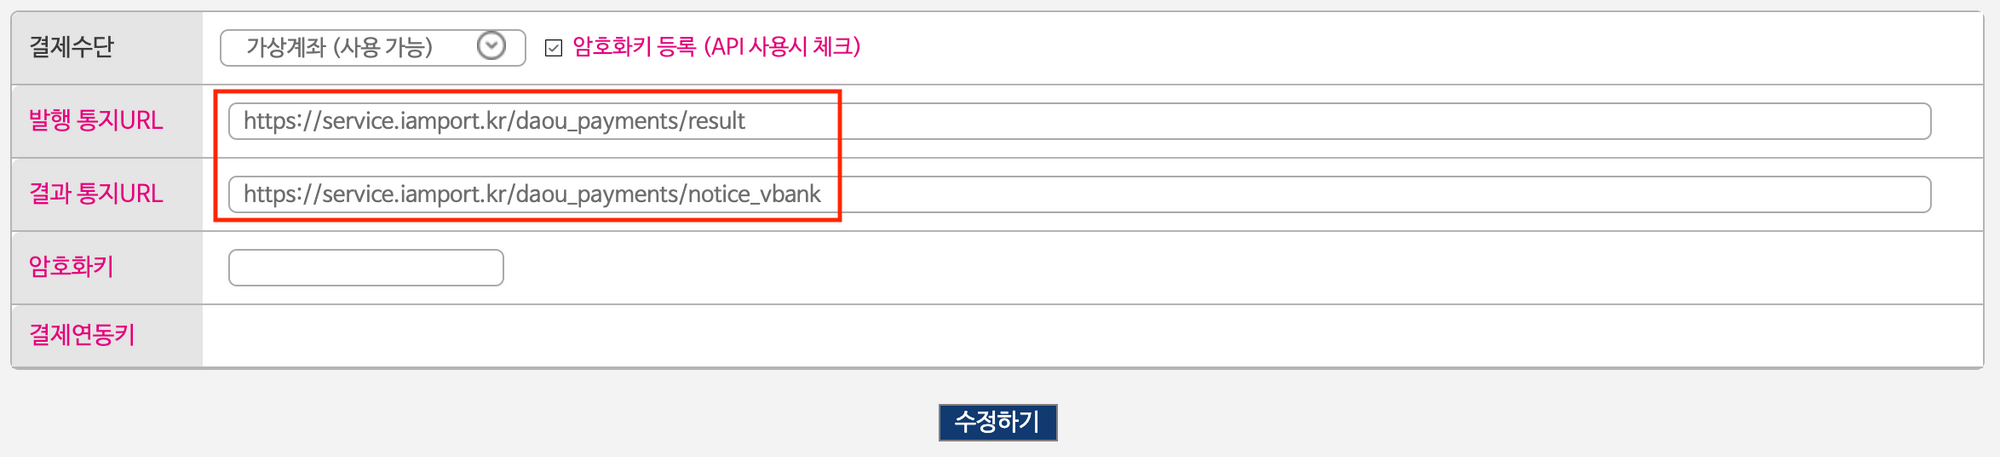 결제수단 가상계좌 (사용 가능) 암호화키 등록 (API 사용시 체크)
발행 통지URL https://service.iamport.kr/daou_payments/result
결과 통지URL https://service.iamport.kr/daou_payments/notice_vbank
암호화키
결제연동키
수정하기